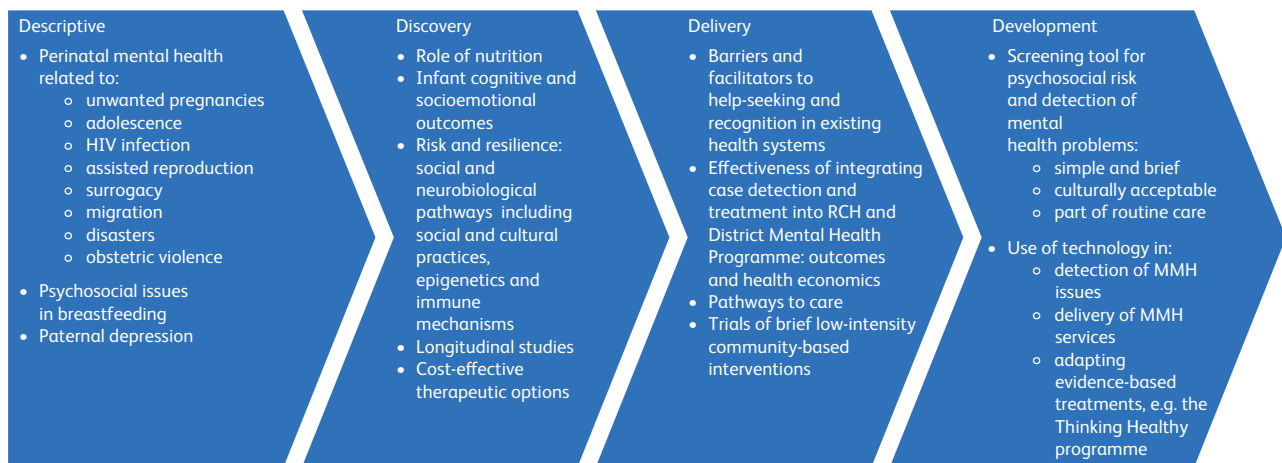 Descriptive
• Perinatal mental health
related to:
○ unwanted pregnancies
○ adolescence
○ HIV infection
○ assisted reproduction
○ surrogacy
○ migration
○ disasters
○ obstetric violence
• Psychosocial issues
in breastfeeding
• Paternal depression
Discovery
• Role of nutrition
• Infant cognitive and
socioemotional
outcomes
• Risk and resilience:
social and
neurobiological
pathways including
social and cultural
practices,
epigenetics and
immune
mechanisms
• Longitudinal studies
• Cost-effective
therapeutic options
Delivery
• Barriers and
facilitators to
help-seeking and
recognition in existing
health systems
• Effectiveness of integrating
case detection and
treatment into RCH and
District Mental Health
Programme: outcomes
and health economics
• Pathways to care
• Trials of brief low-intensity
community-based
interventions
Development
• Screening tool for
psychosocial risk
and detection of
mental
health problems:
○ simple and brief
○ culturally acceptable
○ part of routine care
• Use of technology in:
○ detection of MMH
issues
○ delivery of MMH
services
○ adapting
evidence-based
treatments, e.g. the
Thinking Healthy
programme